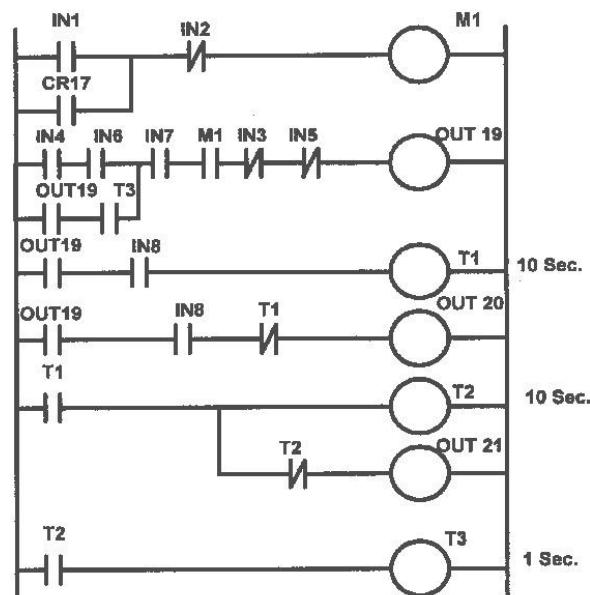 IN1 IN2 M1
CR17
IN4 IN6 IN7 M1 IN3 IN5 OUT 19
OUT19 T3
OUT19 IN8 T1 10 Sec.
OUT19 IN8 T1 OUT 20
T1 T2 10 Sec.
T2 OUT 21
T2 T3 1 Sec.